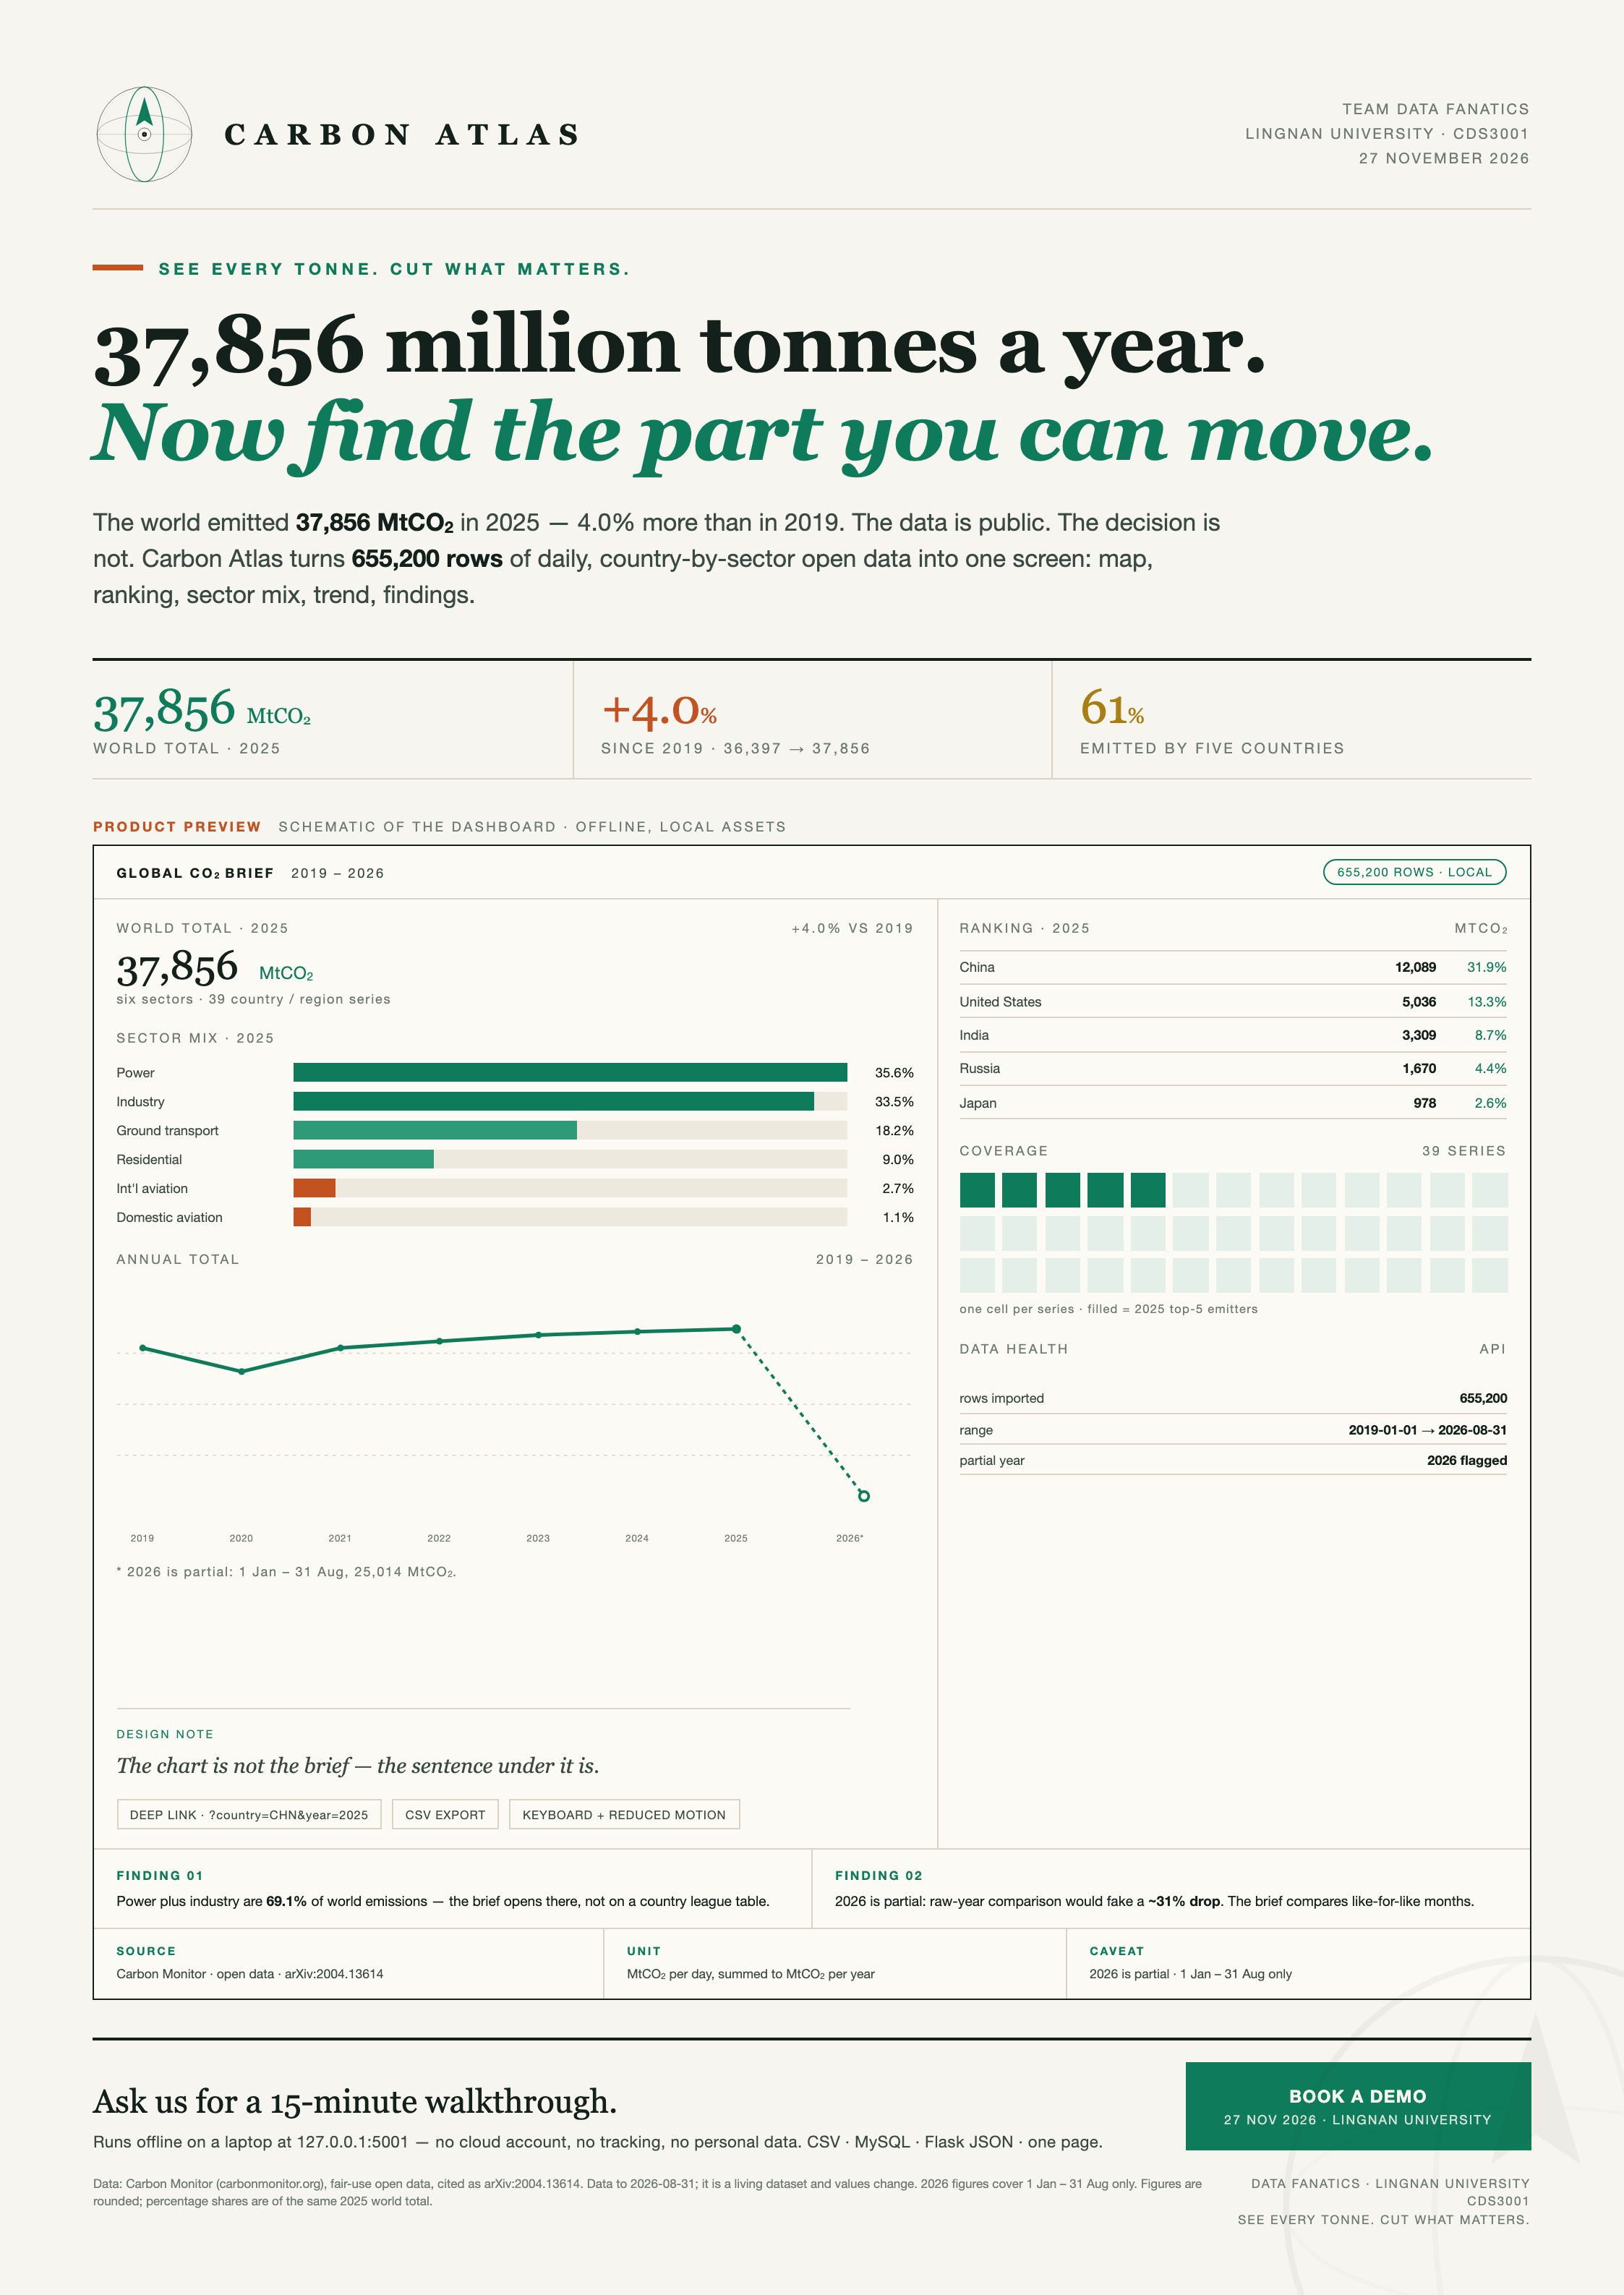 CARBON ATLAS
TEAM DATA FANATICS
LINGNAN UNIVERSITY · CDS3001
27 NOVEMBER 2026
SEE EVERY TONNE. CUT WHAT MATTERS.
37,856 million tonnes a year.
Now find the part you can move.
The world emitted 37,856 MtCO₂ in 2025 — 4.0% more than in 2019. The data is public. The decision is
not. Carbon Atlas turns 655,200 rows of daily, country-by-sector open data into one screen: map,
ranking, sector mix, trend, findings.
37,856 MtCO₂
WORLD TOTAL · 2025
+4.0%
SINCE 2019 · 36,397 → 37,856
61%
EMITTED BY FIVE COUNTRIES
PRODUCT PREVIEW SCHEMATIC OF THE DASHBOARD · OFFLINE, LOCAL ASSETS
GLOBAL CO₂ BRIEF 2019 – 2026
655,200 ROWS · LOCAL
WORLD TOTAL · 2025 +4.0% VS 2019
37,856 MtCO₂
six sectors · 39 country / region series
SECTOR MIX · 2025
Power 35.6%
Industry 33.5%
Ground transport 18.2%
Residential 9.0%
Int'l aviation 2.7%
Domestic aviation 1.1%
ANNUAL TOTAL 2019 – 2026
2019 2020 2021 2022 2023 2024 2025 2026*
* 2026 is partial: 1 Jan – 31 Aug, 25,014 MtCO₂.
DESIGN NOTE
The chart is not the brief — the sentence under it is.
DEEP LINK · ?country=CHN&year=2025 CSV EXPORT KEYBOARD + REDUCED MOTION
RANKING · 2025 MTCO₂
China 12,089 31.9%
United States 5,036 13.3%
India 3,309 8.7%
Russia 1,670 4.4%
Japan 978 2.6%
COVERAGE 39 SERIES
one cell per series · filled = 2025 top-5 emitters
DATA HEALTH API
rows imported 655,200
range 2019-01-01 → 2026-08-31
partial year 2026 flagged
FINDING 01
Power plus industry are 69.1% of world emissions — the brief opens there, not on a country league table.
FINDING 02
2026 is partial: raw-year comparison would fake a ~31% drop. The brief compares like-for-like months.
SOURCE
Carbon Monitor · open data · arXiv:2004.13614
UNIT
MtCO₂ per day, summed to MtCO₂ per year
CAVEAT
2026 is partial · 1 Jan – 31 Aug only
Ask us for a 15-minute walkthrough.
Runs offline on a laptop at 127.0.0.1:5001 — no cloud account, no tracking, no personal data. CSV · MySQL · Flask JSON · one page.
BOOK A DEMO
27 NOV 2026 · LINGNAN UNIVERSITY
Data: Carbon Monitor (carbonmonitor.org), fair-use open data, cited as arXiv:2004.13614. Data to 2026-08-31; it is a living dataset and values change. 2026 figures cover 1 Jan – 31 Aug only. Figures are
rounded; percentage shares are of the same 2025 world total.
DATA FANATICS · LINGNAN UNIVERSITY
CDS3001
SEE EVERY TONNE. CUT WHAT MATTERS.